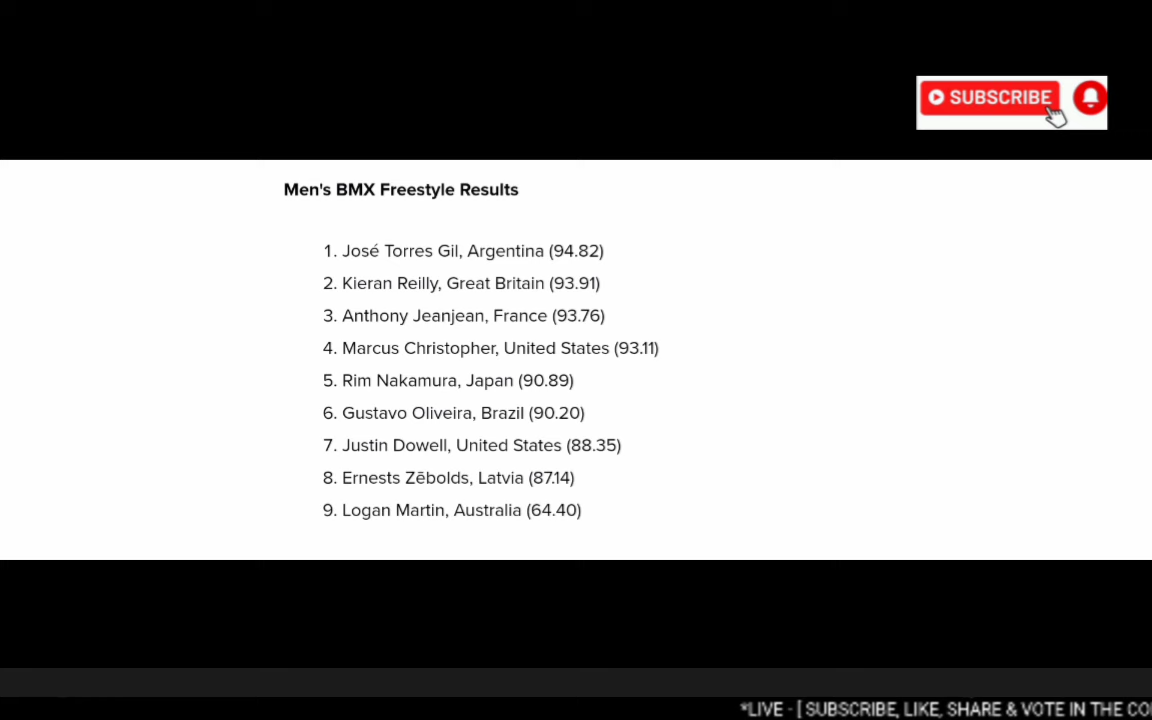 SUBSCRIBE
Men's BMX Freestyle Results
1. José Torres Gil, Argentina (94.82)
2. Kieran Reilly, Great Britain (93.91)
3. Anthony Jeanjean, France (93.76)
4. Marcus Christopher, United States (93.11)
5. Rim Nakamura, Japan (90.89)
6. Gustavo Oliveira, Brazil (90.20)
7. Justin Dowell, United States (88.35)
8. Ernests Zēbolds, Latvia (87.14)
9. Logan Martin, Australia (64.40)
*LIVE - [ SUBSCRIBE, LIKE, SHARE & VOTE IN THE